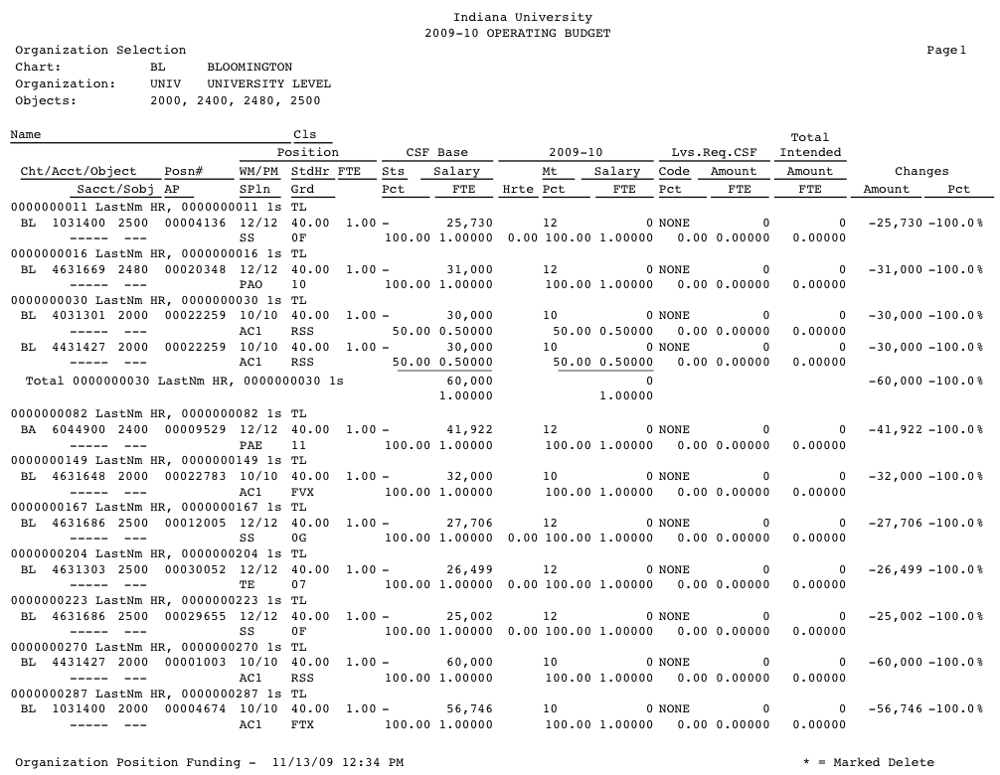 Indiana University
2009-10 OPERATING BUDGET
Organization Selection Page1
Chart: BL BLOOMINGTON
Organization: UNIV UNIVERSITY LEVEL
Objects: 2000, 2400, 2480, 2500
Name Cls Total
Position CSF Base 2009-10 Lvs.Req.CSF Intended
Cht/Acct/Object Posn# WM/PM StdHr FTE Sts Salary Mt Salary Code Amount Amount Changes
Sacct/Sobj AP SPln Grd Pct FTE Hrte Pct FTE Pct FTE FTE Amount Pct
0000000011 LastNm HR, 0000000011 1s TL
BL 1031400 2500 00004136 12/12 40.00 1.00 - 25,730 12 0 NONE 0 0 -25,730 -100.0%
----- --- SS 0F 100.00 1.00000 0.00 100.00 1.00000 0.00 0.00000 0.00000
0000000016 LastNm HR, 0000000016 1s TL
BL 4631669 2480 00020348 12/12 40.00 1.00 - 31,000 12 0 NONE 0 0 -31,000 -100.0%
----- --- PAO 10 100.00 1.00000 100.00 1.00000 0.00 0.00000 0.00000
0000000030 LastNm HR, 0000000030 1s TL
BL 4031301 2000 00022259 10/10 40.00 1.00 - 30,000 10 0 NONE 0 0 -30,000 -100.0%
----- --- AC1 RSS 50.00 0.50000 50.00 0.50000 0.00 0.00000 0.00000
BL 4431427 2000 00022259 10/10 40.00 1.00 - 30,000 10 0 NONE 0 0 -30,000 -100.0%
----- --- AC1 RSS 50.00 0.50000 50.00 0.50000 0.00 0.00000 0.00000
Total 0000000030 LastNm HR, 0000000030 1s 60,000 0 -60,000 -100.0%
1.00000 1.00000
0000000082 LastNm HR, 0000000082 1s TL
BA 6044900 2400 00009529 12/12 40.00 1.00 - 41,922 12 0 NONE 0 0 -41,922 -100.0%
----- --- PAE 11 100.00 1.00000 100.00 1.00000 0.00 0.00000 0.00000
0000000149 LastNm HR, 0000000149 1s TL
BL 4631648 2000 00022783 10/10 40.00 1.00 - 32,000 10 0 NONE 0 0 -32,000 -100.0%
----- --- AC1 FVX 100.00 1.00000 100.00 1.00000 0.00 0.00000 0.00000
0000000167 LastNm HR, 0000000167 1s TL
BL 4631686 2500 00012005 12/12 40.00 1.00 - 27,706 12 0 NONE 0 0 -27,706 -100.0%
----- --- SS 0G 100.00 1.00000 0.00 100.00 1.00000 0.00 0.00000 0.00000
0000000204 LastNm HR, 0000000204 1s TL
BL 4631303 2500 00030052 12/12 40.00 1.00 - 26,499 12 0 NONE 0 0 -26,499 -100.0%
----- --- TE 07 100.00 1.00000 0.00 100.00 1.00000 0.00 0.00000 0.00000
0000000223 LastNm HR, 0000000223 1s TL
BL 4631686 2500 00029655 12/12 40.00 1.00 - 25,002 12 0 NONE 0 0 -25,002 -100.0%
----- --- SS 0F 100.00 1.00000 0.00 100.00 1.00000 0.00 0.00000 0.00000
0000000270 LastNm HR, 0000000270 1s TL
BL 4431427 2000 00001003 10/10 40.00 1.00 - 60,000 10 0 NONE 0 0 -60,000 -100.0%
----- --- AC1 RSS 100.00 1.00000 100.00 1.00000 0.00 0.00000 0.00000
0000000287 LastNm HR, 0000000287 1s TL
BL 1031400 2000 00004674 10/10 40.00 1.00 - 56,746 10 0 NONE 0 0 -56,746 -100.0%
----- --- AC1 FTX 100.00 1.00000 100.00 1.00000 0.00 0.00000 0.00000
Organization Position Funding - 11/13/09 12:34 PM * = Marked Delete